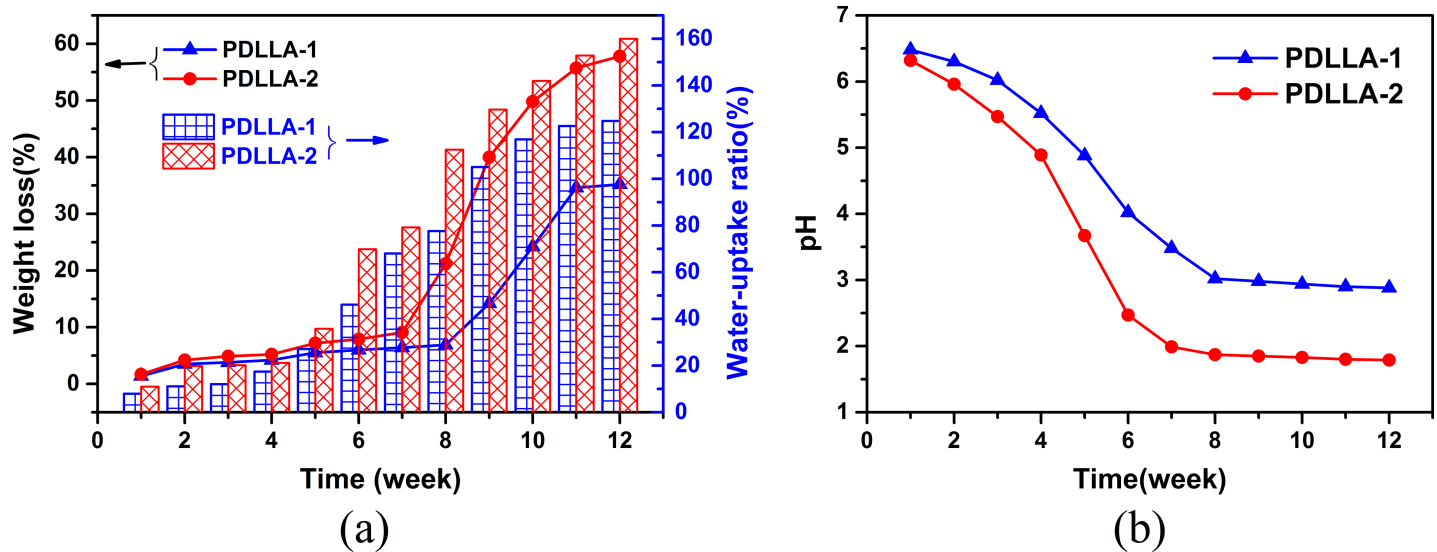 Weight loss(%)
60
50
40
30
20
10
0
PDLLA-1
PDLLA-2
PDLLA-1
PDLLA-2
160
140
120
100
80
60
40
20
0
Water-uptake ratio(%)
0 2 4 6 8 10 12
Time (week)
(a)
pH
7
6
5
4
3
2
1
PDLLA-1
PDLLA-2
0 2 4 6 8 10 12
Time(week)
(b)